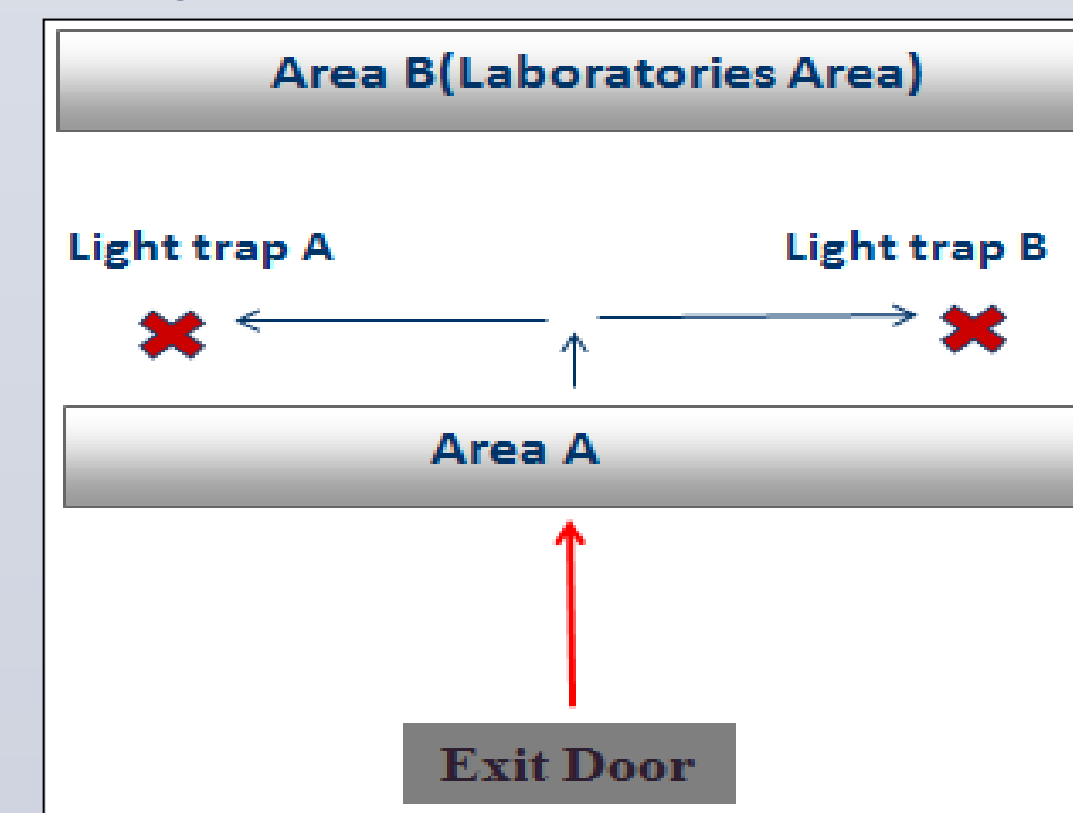 Area B(Laboratories Area)
Light trap A
Light trap B
Area A
Exit Door